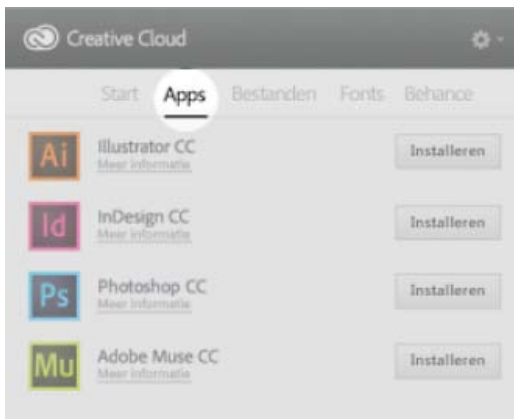 Creative Cloud
Start Apps Bestanden Fonts Behance
Ai Illustrator CC Installeren
Meer informatie
Id InDesign CC Installeren
Meer informatie
Ps Photoshop CC Installeren
Meer informatie
Mu Adobe Muse CC Installeren
Meer informatie